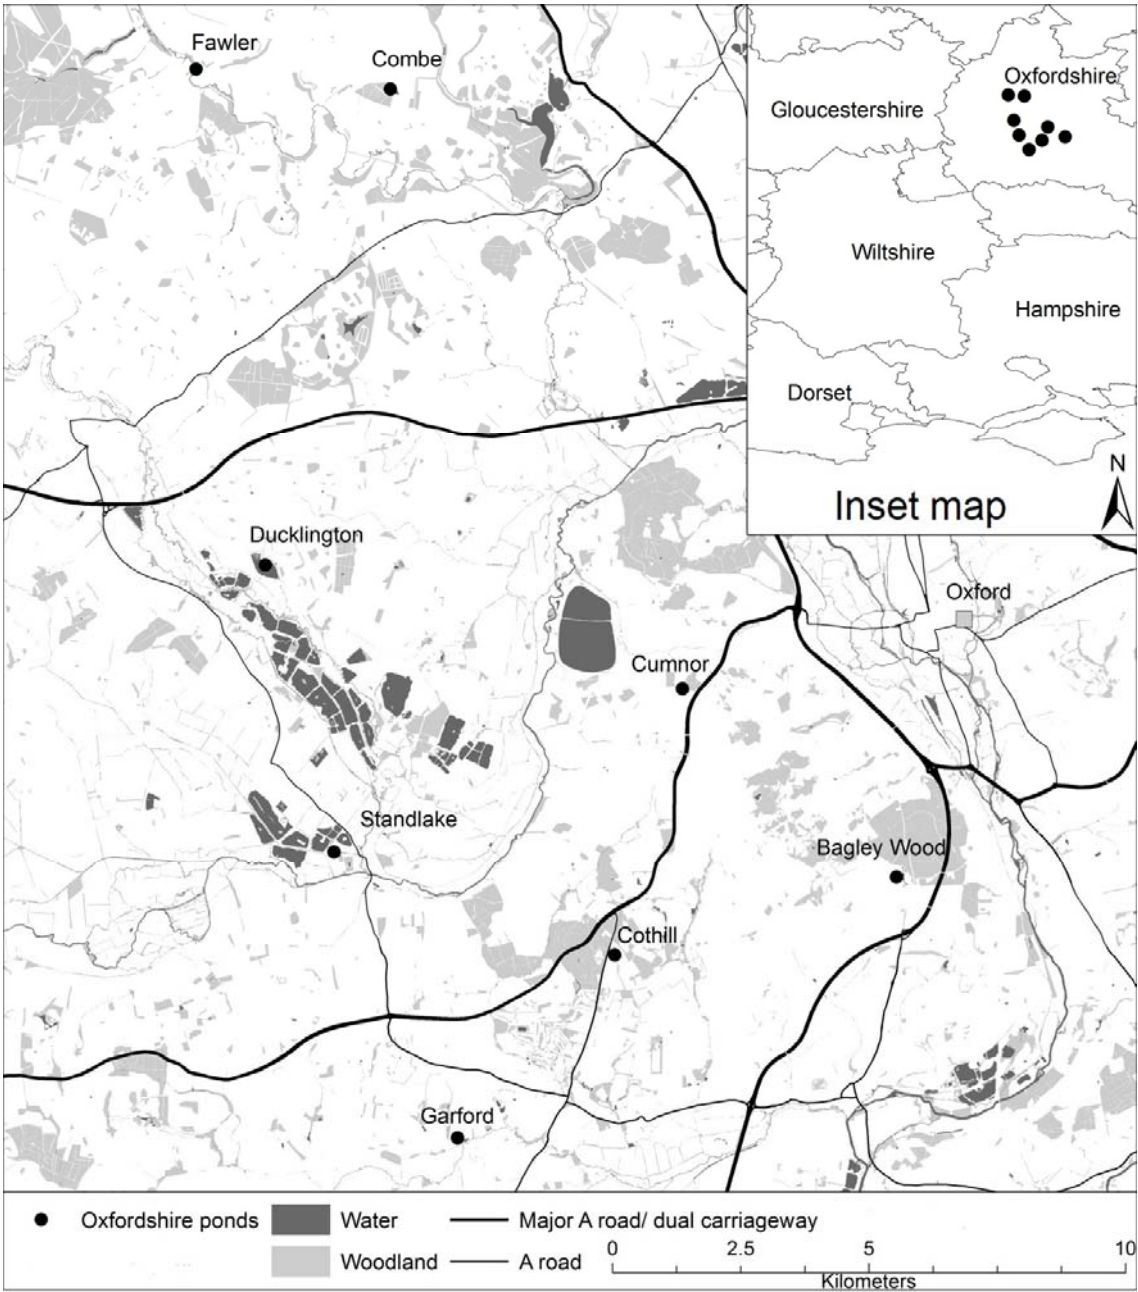 Fawler
Combe
Oxfordshire
Gloucestershire
Wiltshire
Hampshire
Dorset
N
Inset map
Ducklington
Oxford
Cumnor
Standlake
Bagley Wood
Cothill
Garford
Oxfordshire ponds
Water
Major A road/ dual carriageway
Woodland
A road
0 2.5 5 10
Kilometers